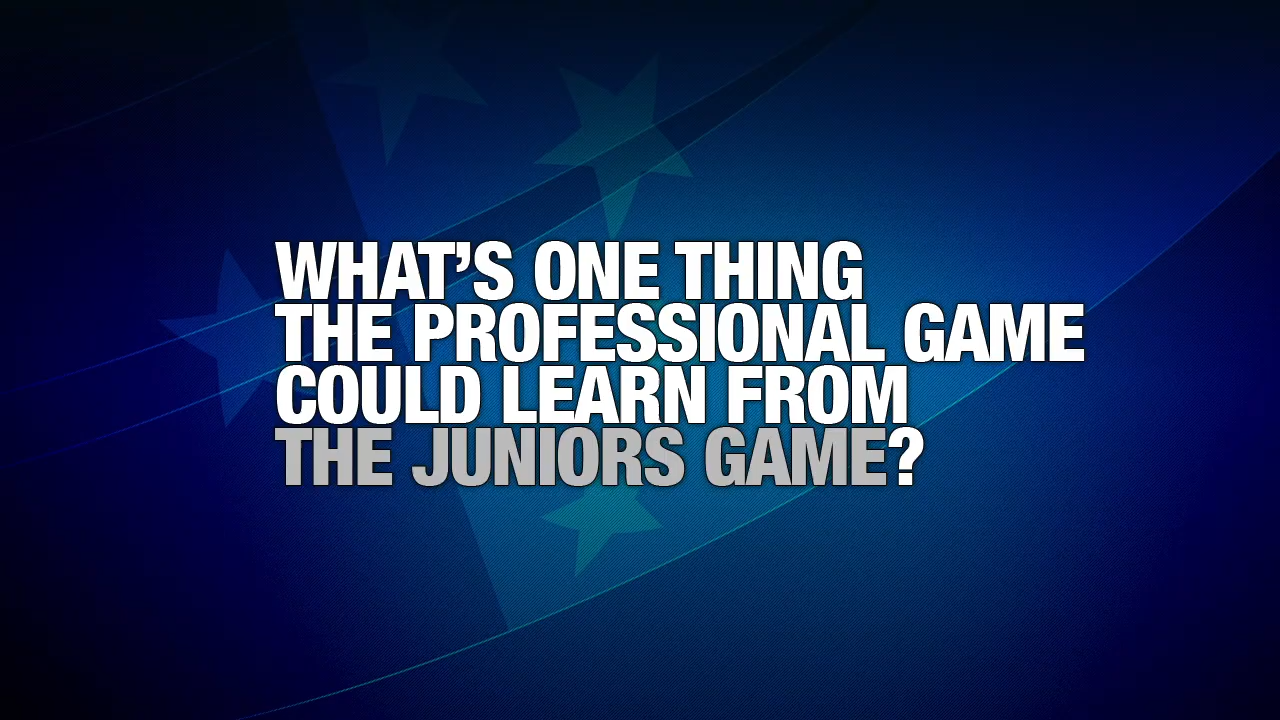 WHAT'S ONE THING
THE PROFESSIONAL GAME
COULD LEARN FROM
THE JUNIORS GAME?